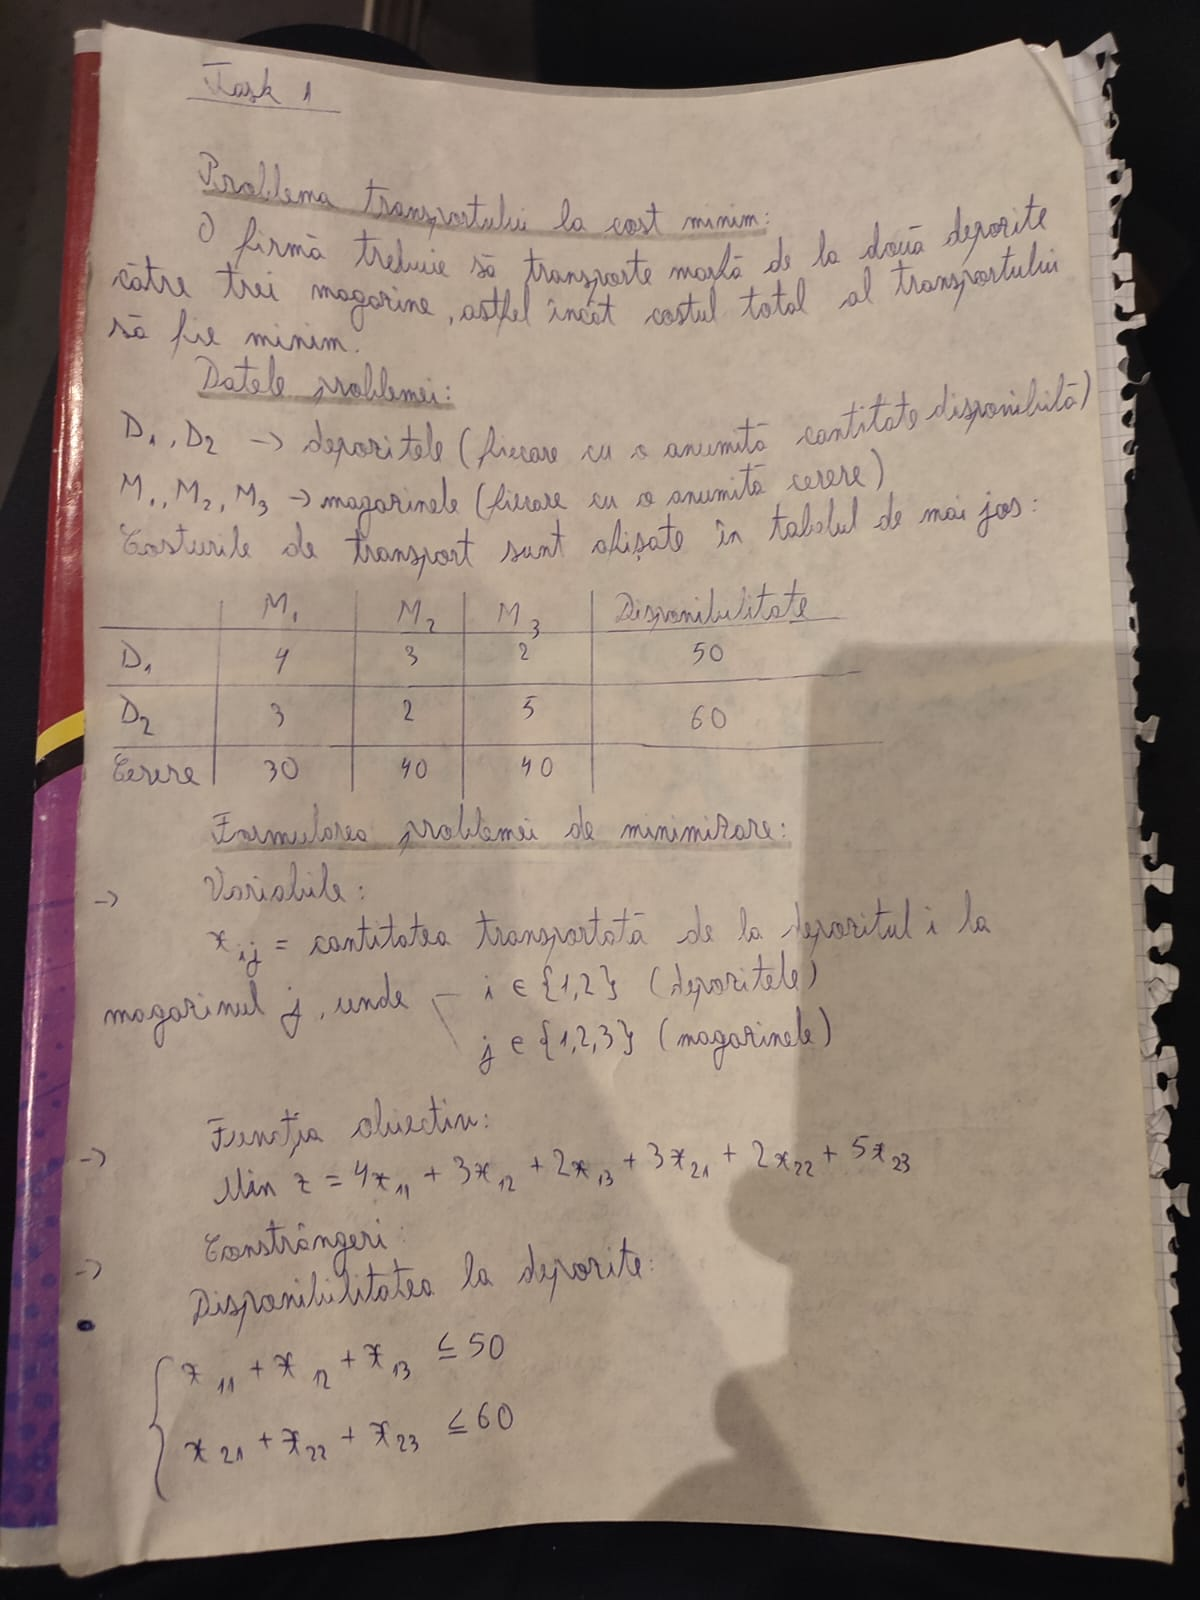 Task 1
Problema transportului la cost minim:
O firmă trebuie să transporte marfă de la două depozite
către trei magazine, astfel încât costul total al transportului
să fie minim.
Datele problemei:
D1, D2 → depozitele (fiecare cu o anumită cantitate disponibilă)
M1, M2, M3 → magazinele (fiecare cu o anumită cerere)
Costurile de transport sunt afișate în tabelul de mai jos:
M1 M2 M3 Disponibilitate
D1 4 3 2 50
D2 3 2 5 60
Cerere 30 40 40
Formularea problemei de minimizare:
→ Variabile:
x_ij = cantitatea transportată de la depozitul i la
magazinul j, unde i ∈ {1,2} (depozitele)
j ∈ {1,2,3} (magazinele)
→ Funcția obiectiv:
Min z = 4x11 + 3x12 + 2x13 + 3x21 + 2x22 + 5x23
→ Constrângeri:
Disponibilitatea la depozite:
x11 + x12 + x13 ≤ 50
x21 + x22 + x23 ≤ 60